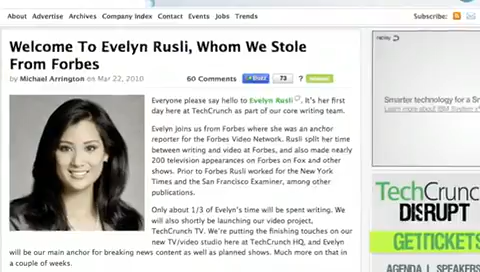 About Advertise Archives Company Index Contact Events Jobs Trends Subscribe:
Welcome To Evelyn Rusli, Whom We Stole
From Forbes
by Michael Arrington on Mar 22, 2010
60 Comments 73 ?
Everyone please say hello to Evelyn Rusli. It's her first
day here at TechCrunch as part of our core writing team.
Evelyn joins us from Forbes where she was an anchor
reporter for the Forbes Video Network. Rusli split her time
between writing and video at Forbes, and also made nearly
200 television appearances on Forbes on Fox and other
shows. Prior to Forbes Rusli worked for the New York
Times and the San Francisco Examiner, among other
publications.
Only about 1/3 of Evelyn's time will be spent writing. We
will also shortly be launching our video project,
TechCrunch TV. We're putting the finishing touches on our
new TV/video studio here at TechCrunch HQ, and Evelyn
will be our main anchor for breaking news content as well as planned shows. Much more on that in
a couple of weeks.
Smarter technology for a Sm
TechCrunch
DISRUPT
GET TICKETS
AGENDA | SPEAKERS